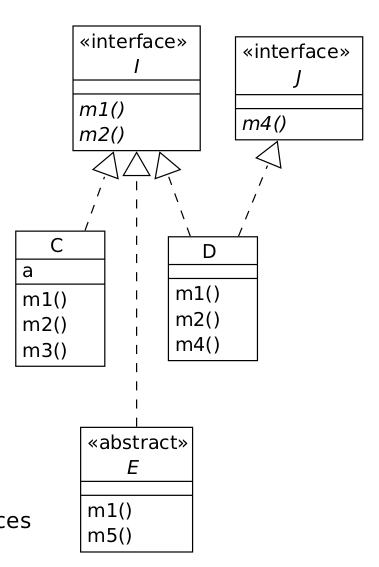 «interface»
I
m1()
m2()
«interface»
J
m4()
C
a
m1()
m2()
m3()
D
m1()
m2()
m4()
«abstract»
E
m1()
m5()
ces